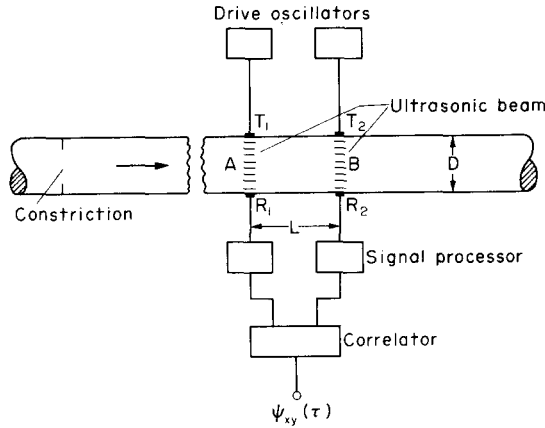 Drive oscillators
T₁ T₂
Ultrasonic beam
A B D
Constriction
R₁ R₂
L
Signal processor
Correlator
ψxy(τ)